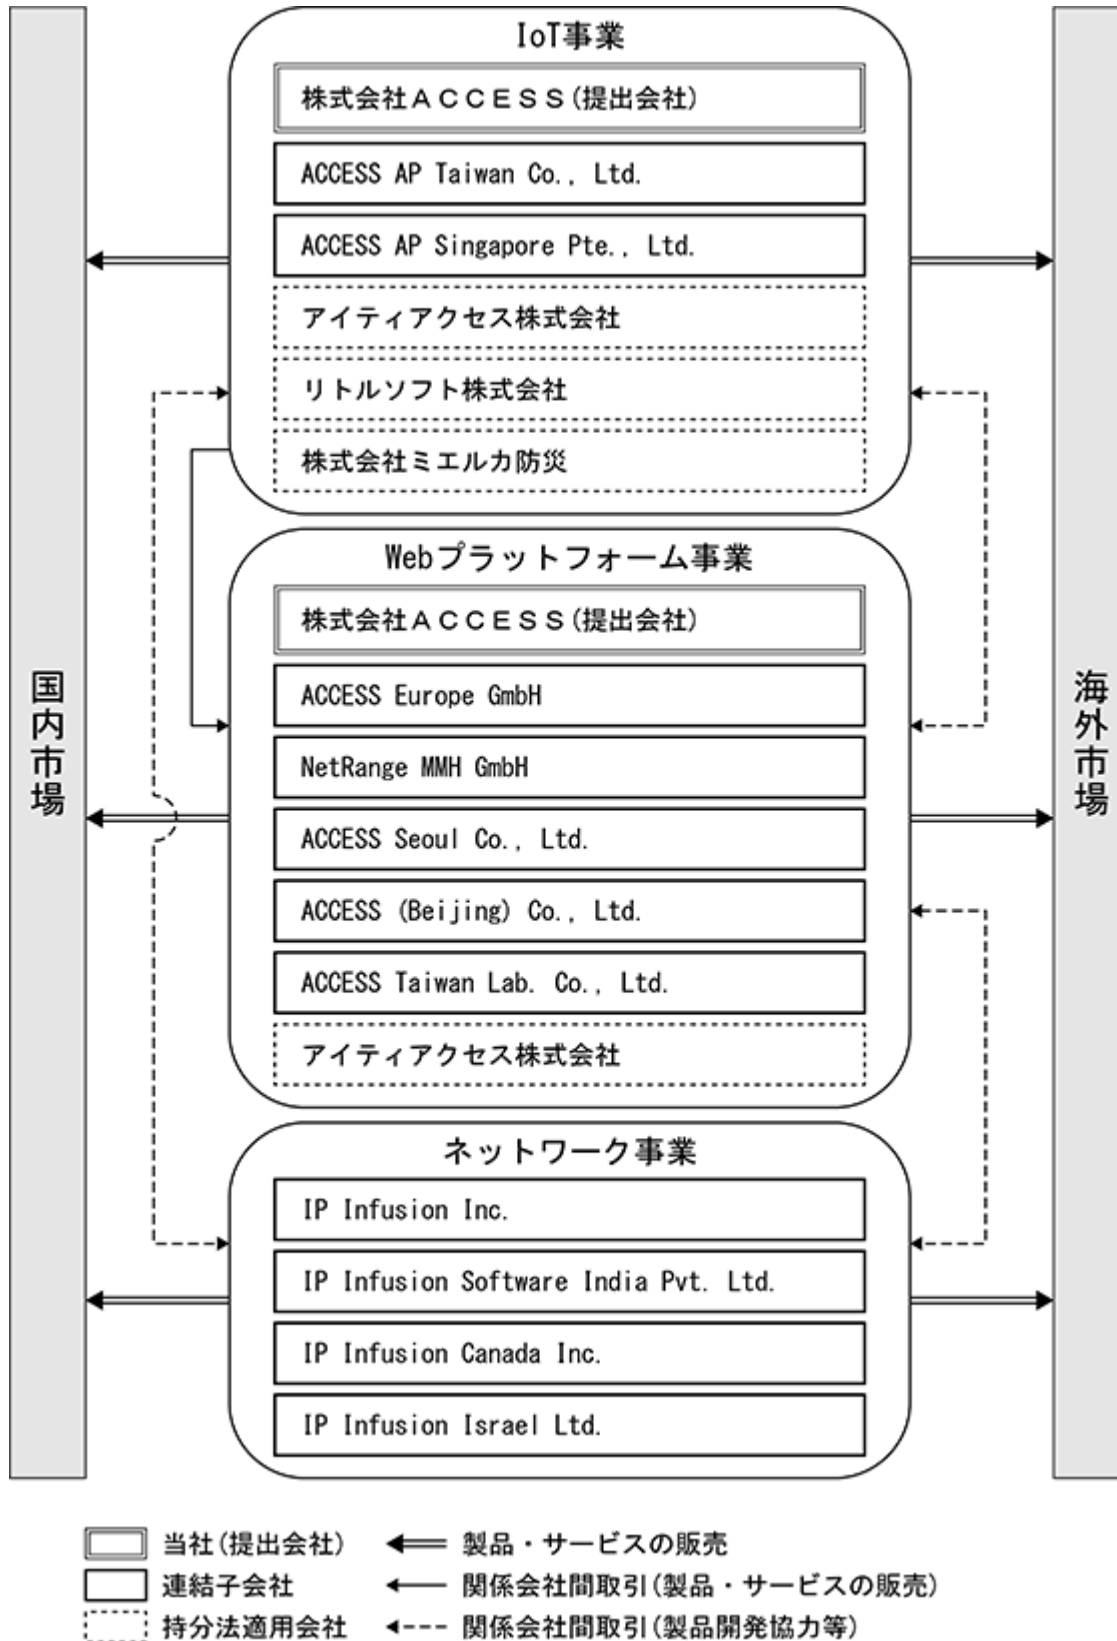 IoT事業
株式会社ACCESS(提出会社)
ACCESS AP Taiwan Co., Ltd.
ACCESS AP Singapore Pte., Ltd.
アイティアクセス株式会社
リトルソフト株式会社
株式会社ミエルカ防災
Webプラットフォーム事業
株式会社ACCESS(提出会社)
ACCESS Europe GmbH
NetRange MMH GmbH
ACCESS Seoul Co., Ltd.
ACCESS (Beijing) Co., Ltd.
ACCESS Taiwan Lab. Co., Ltd.
アイティアクセス株式会社
ネットワーク事業
IP Infusion Inc.
IP Infusion Software India Pvt. Ltd.
IP Infusion Canada Inc.
IP Infusion Israel Ltd.
国内市場
海外市場
当社(提出会社)
製品・サービスの販売
連結子会社
関係会社間取引(製品・サービスの販売)
持分法適用会社
関係会社間取引(製品開発協力等)